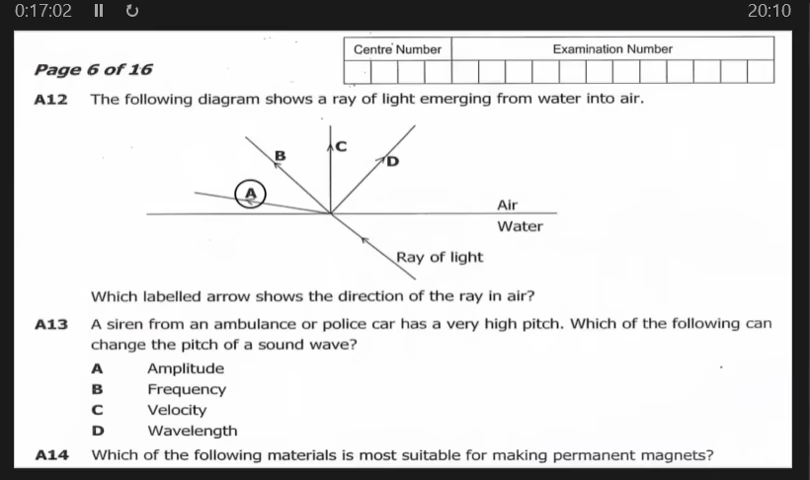 0:17:02
20:10
Centre Number Examination Number
Page 6 of 16
A12 The following diagram shows a ray of light emerging from water into air.
C
B
D
A
Air
Water
Ray of light
Which labelled arrow shows the direction of the ray in air?
A13 A siren from an ambulance or police car has a very high pitch. Which of the following can
change the pitch of a sound wave?
A Amplitude
B Frequency
C Velocity
D Wavelength
A14 Which of the following materials is most suitable for making permanent magnets?